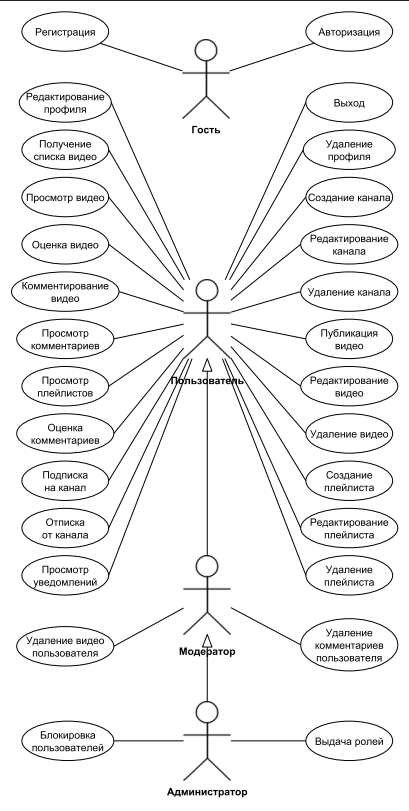 Регистрация
Авторизация
Гость
Редактирование
профиля
Выход
Получение
списка видео
Удаление
профиля
Просмотр видео
Создание канала
Оценка видео
Редактирование
канала
Комментирование
видео
Удаление канала
Просмотр
комментариев
Публикация
видео
Пользователь
Просмотр
плейлистов
Редактирование
видео
Оценка
комментариев
Удаление видео
Подписка
на канал
Создание
плейлиста
Отписка
от канала
Редактирование
плейлиста
Просмотр
уведомлений
Удаление
плейлиста
Удаление видео
пользователя
Модератор
Удаление
комментариев
пользователя
Блокировка
пользователей
Выдача ролей
Администратор